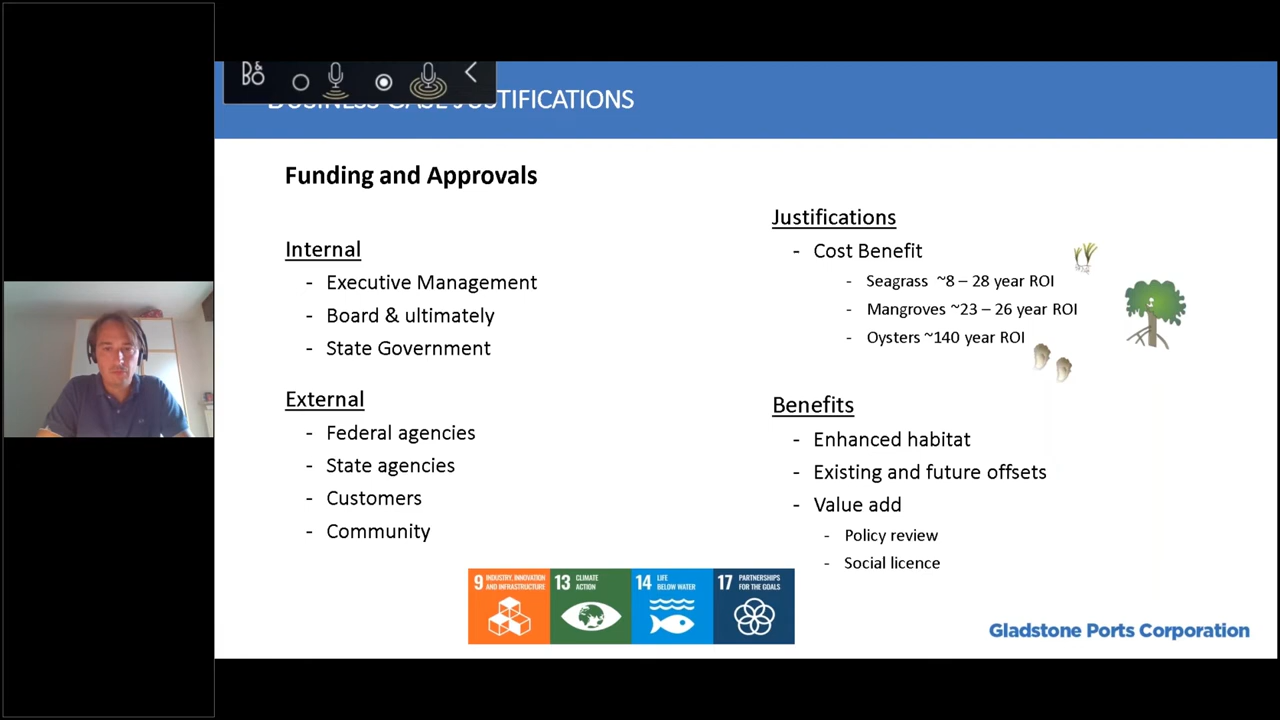 B&O
BUSINESS CASE JUSTIFICATIONS
Funding and Approvals
Internal
- Executive Management
- Board & ultimately
- State Government
External
- Federal agencies
- State agencies
- Customers
- Community
Justifications
- Cost Benefit
- Seagrass ~8 – 28 year ROI
- Mangroves ~23 – 26 year ROI
- Oysters ~140 year ROI
Benefits
- Enhanced habitat
- Existing and future offsets
- Value add
- Policy review
- Social licence
9 INDUSTRY, INNOVATION
AND INFRASTRUCTURE
13 CLIMATE
ACTION
14 LIFE
BELOW WATER
17 PARTNERSHIPS
FOR THE GOALS
Gladstone Ports Corporation